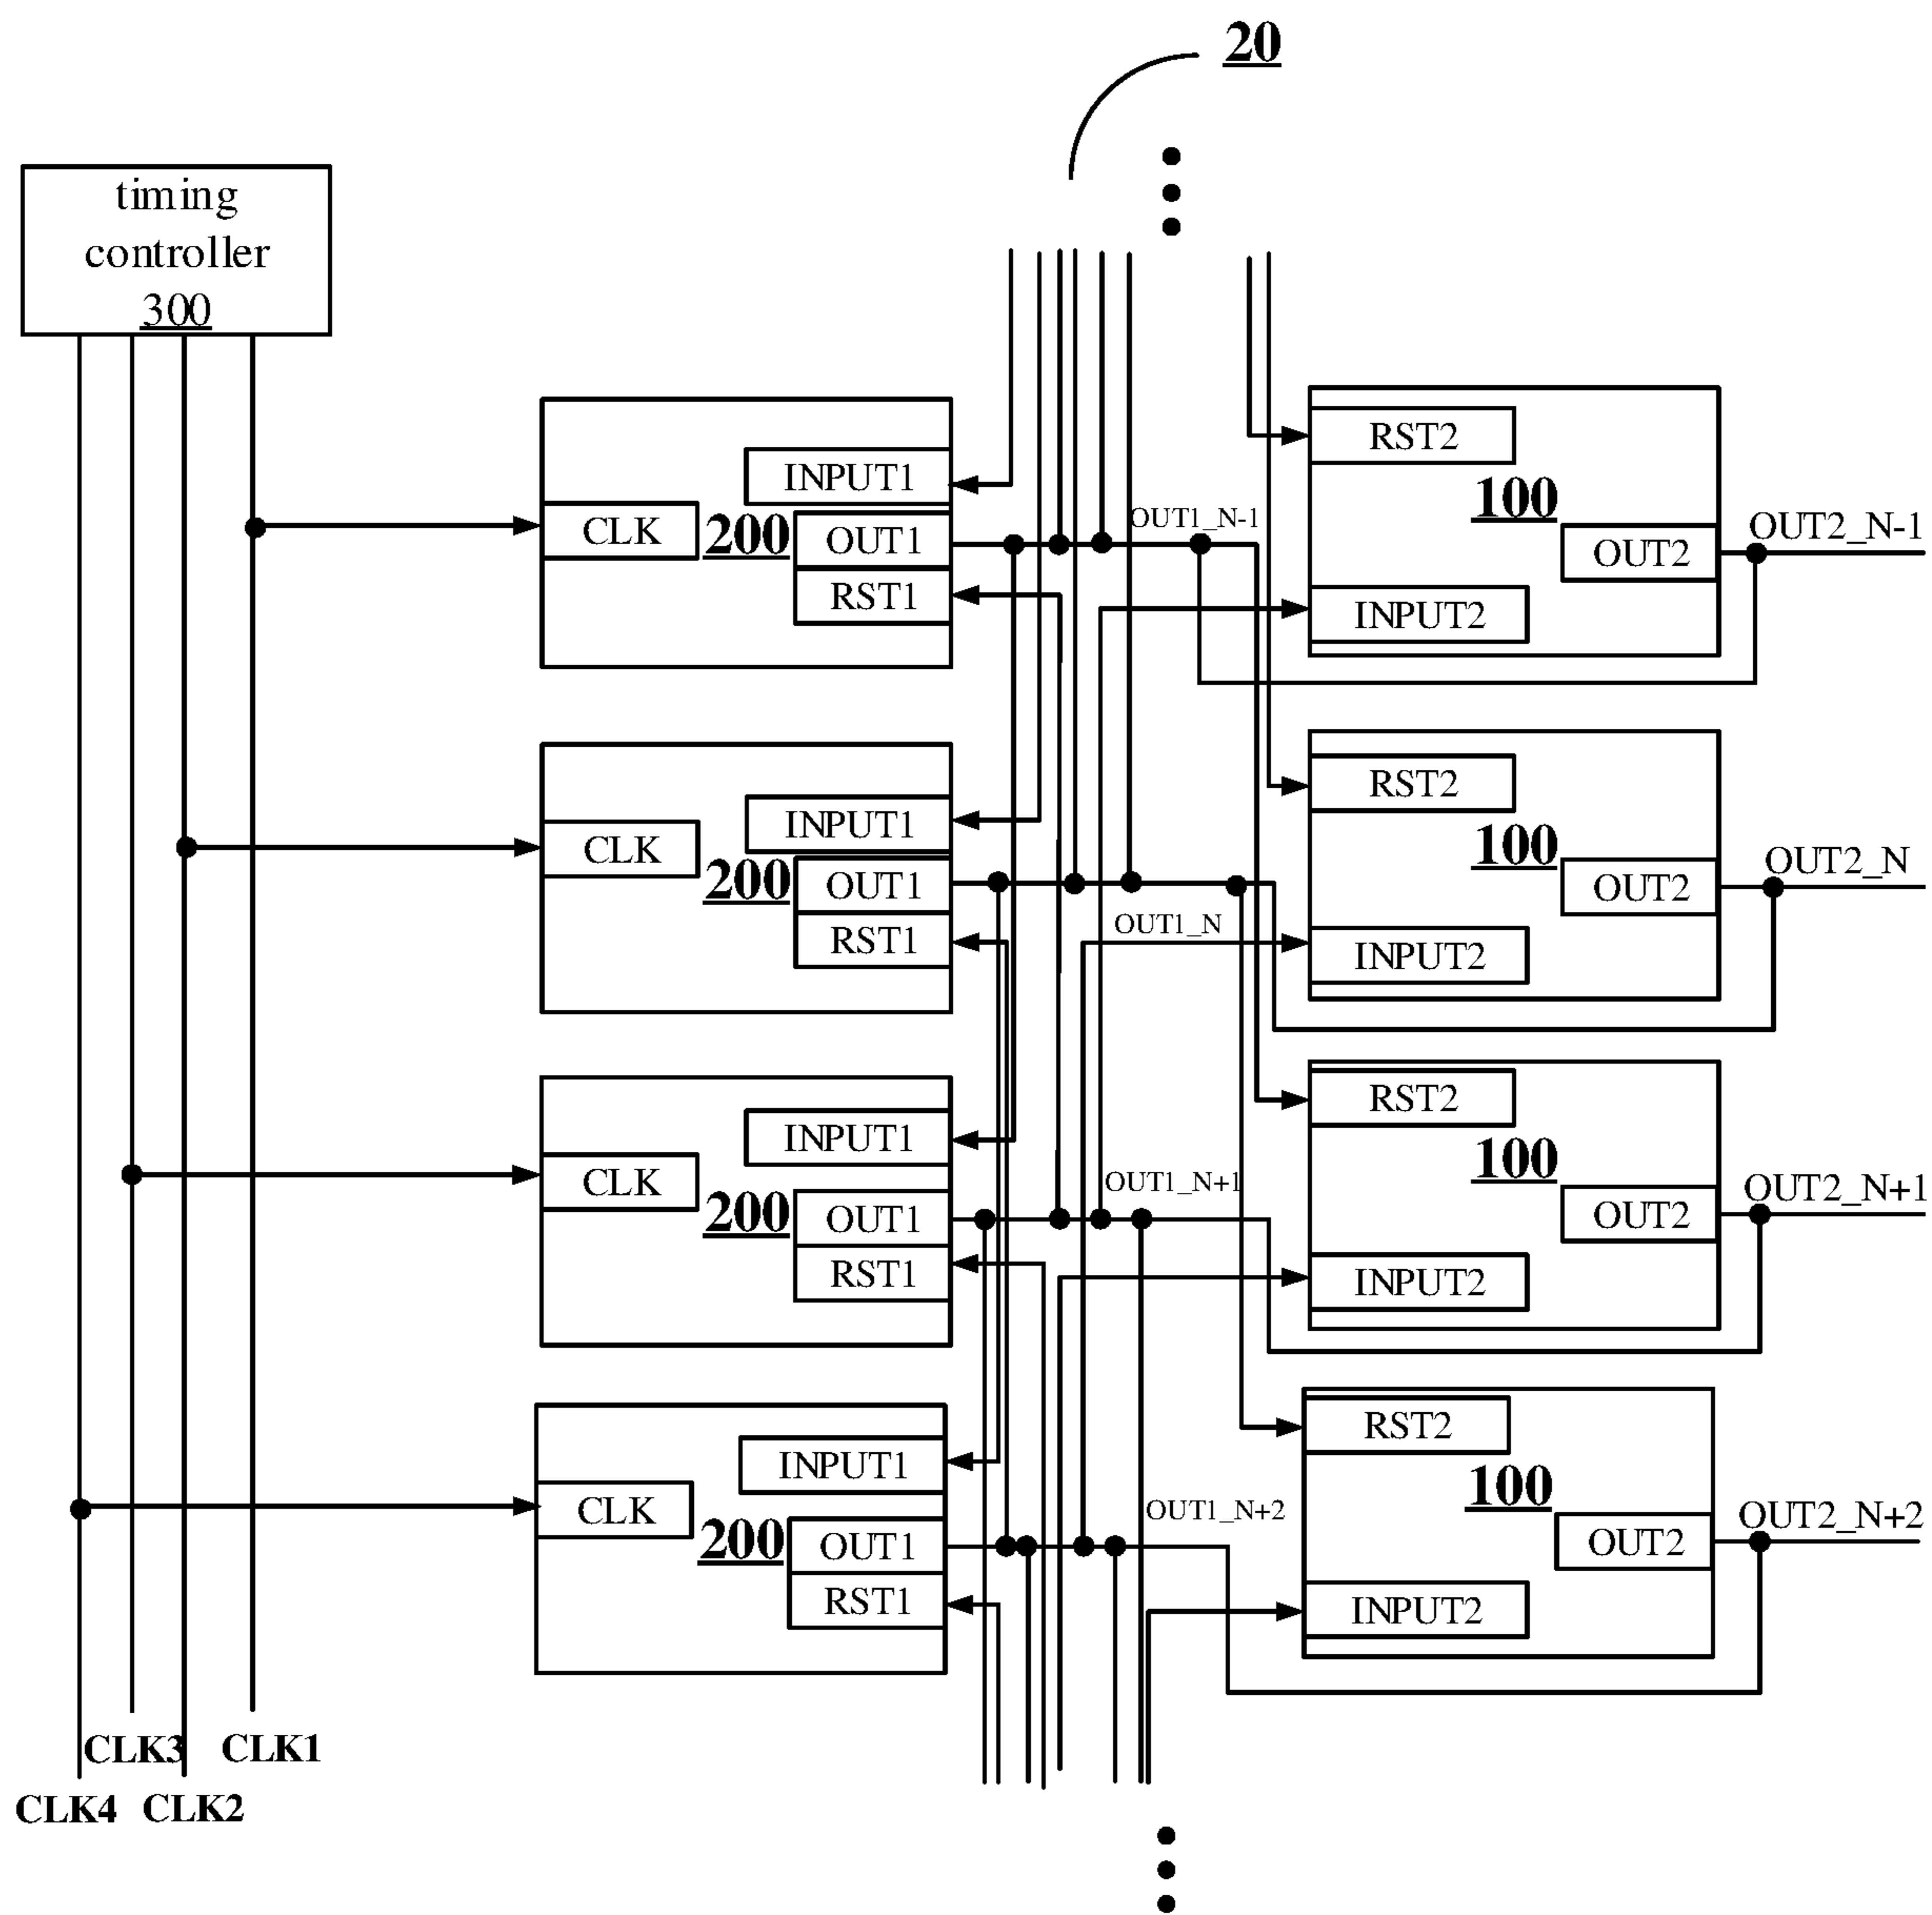 20
timing
controller
300
INPUT1
CLK
200
OUT1
RST1
OUT1_N-1
RST2
100
OUT2
INPUT2
OUT2_N-1
INPUT1
CLK
200
OUT1
RST1
OUT1_N
RST2
100
OUT2
INPUT2
OUT2_N
INPUT1
CLK
200
OUT1
RST1
OUT1_N+1
RST2
100
OUT2
INPUT2
OUT2_N+1
INPUT1
CLK
200
OUT1
RST1
OUT1_N+2
RST2
100
OUT2
INPUT2
OUT2_N+2
CLK3 CLK1
CLK4 CLK2